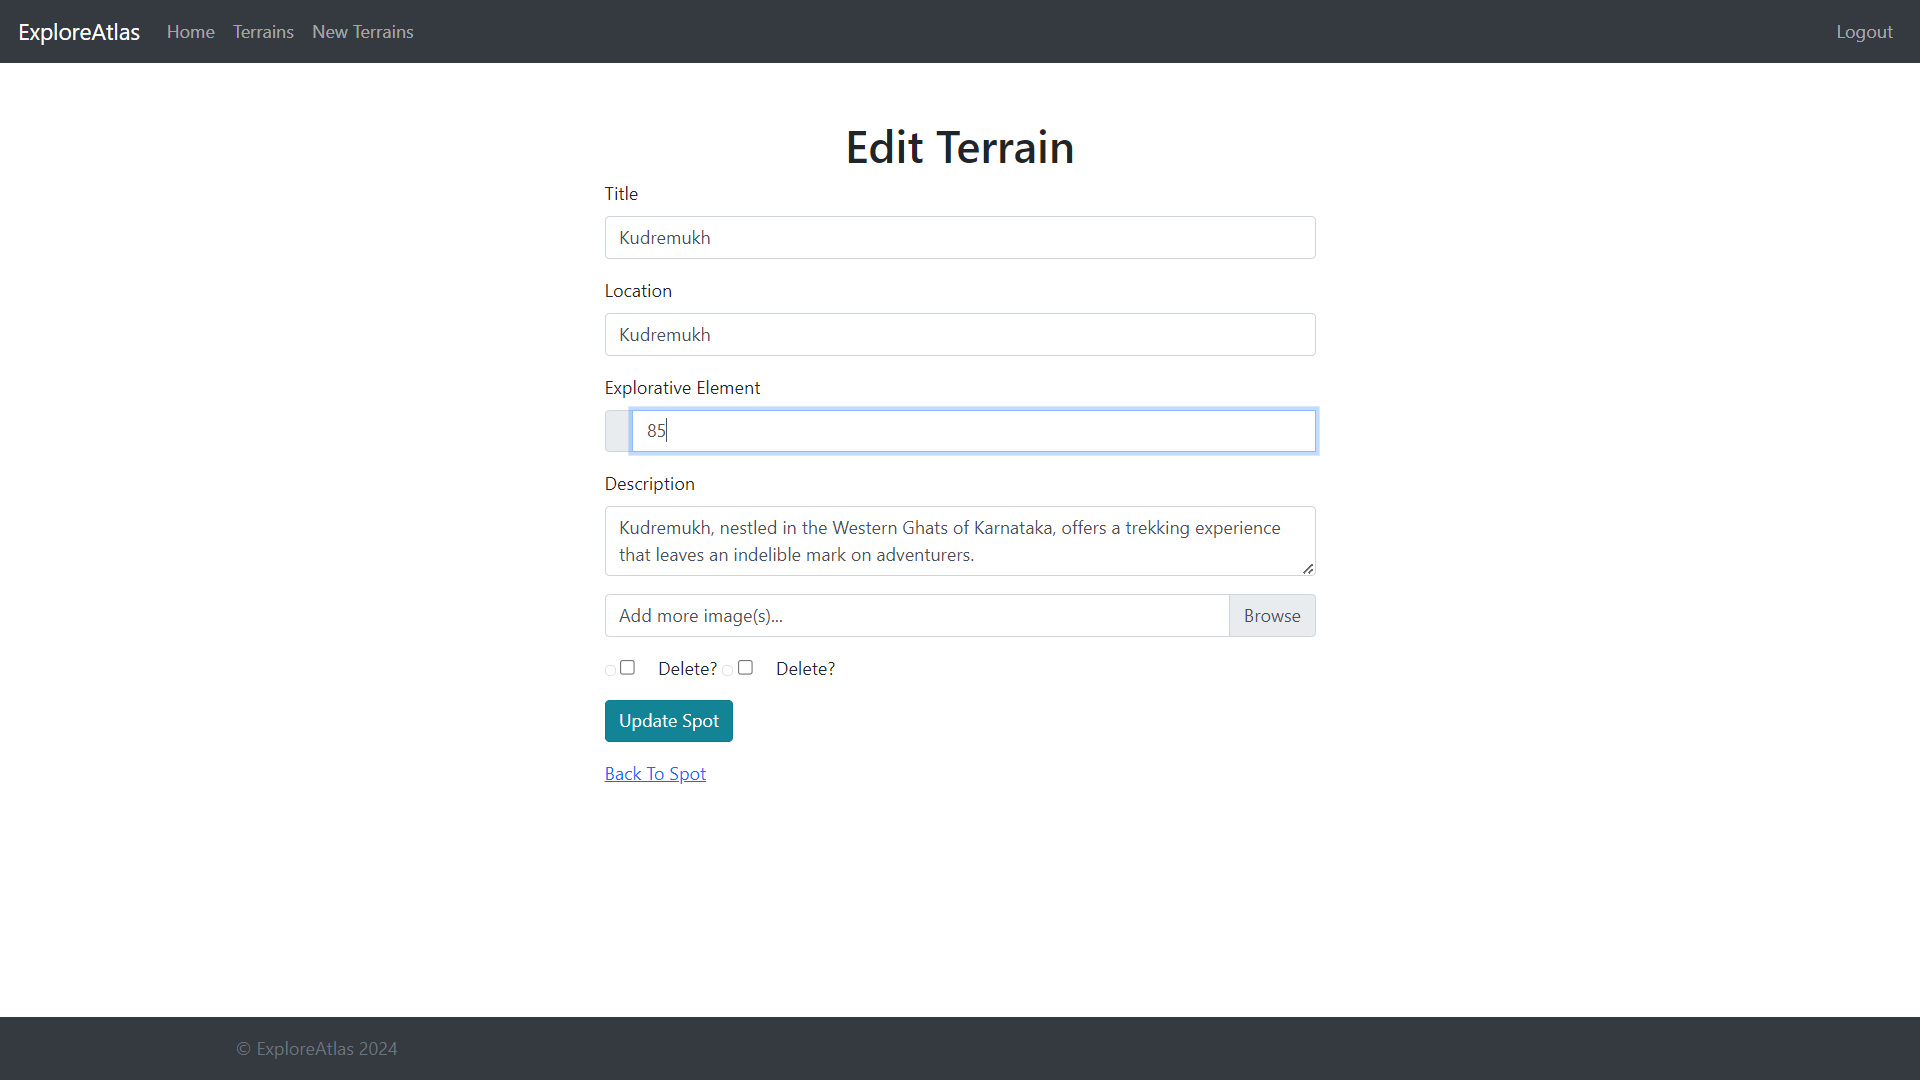 ExploreAtlas Home Terrains New Terrains Logout
Edit Terrain
Title
Kudremukh
Location
Kudremukh
Explorative Element
85
Description
Kudremukh, nestled in the Western Ghats of Karnataka, offers a trekking experience
that leaves an indelible mark on adventurers.
Add more image(s)... Browse
Delete? Delete?
Update Spot
Back To Spot
© ExploreAtlas 2024